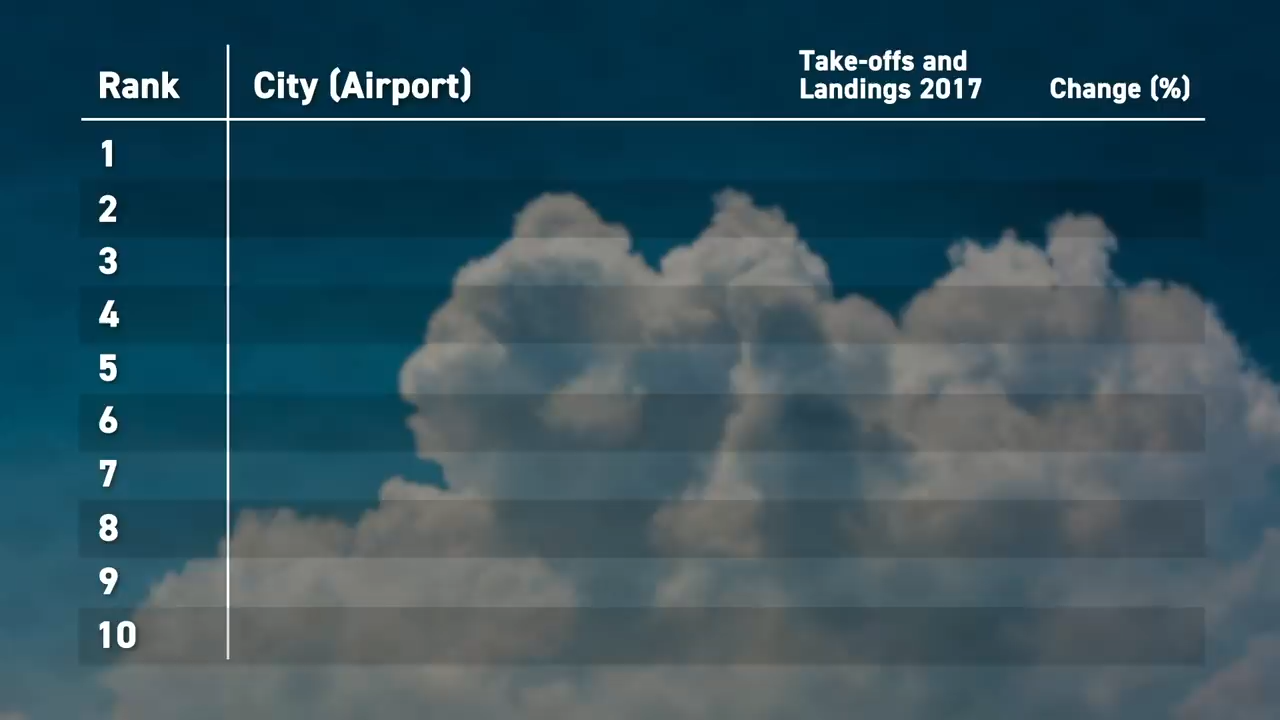 Rank
City (Airport)
Take-offs and
Landings 2017
Change (%)
1
2
3
4
5
6
7
8
9
10